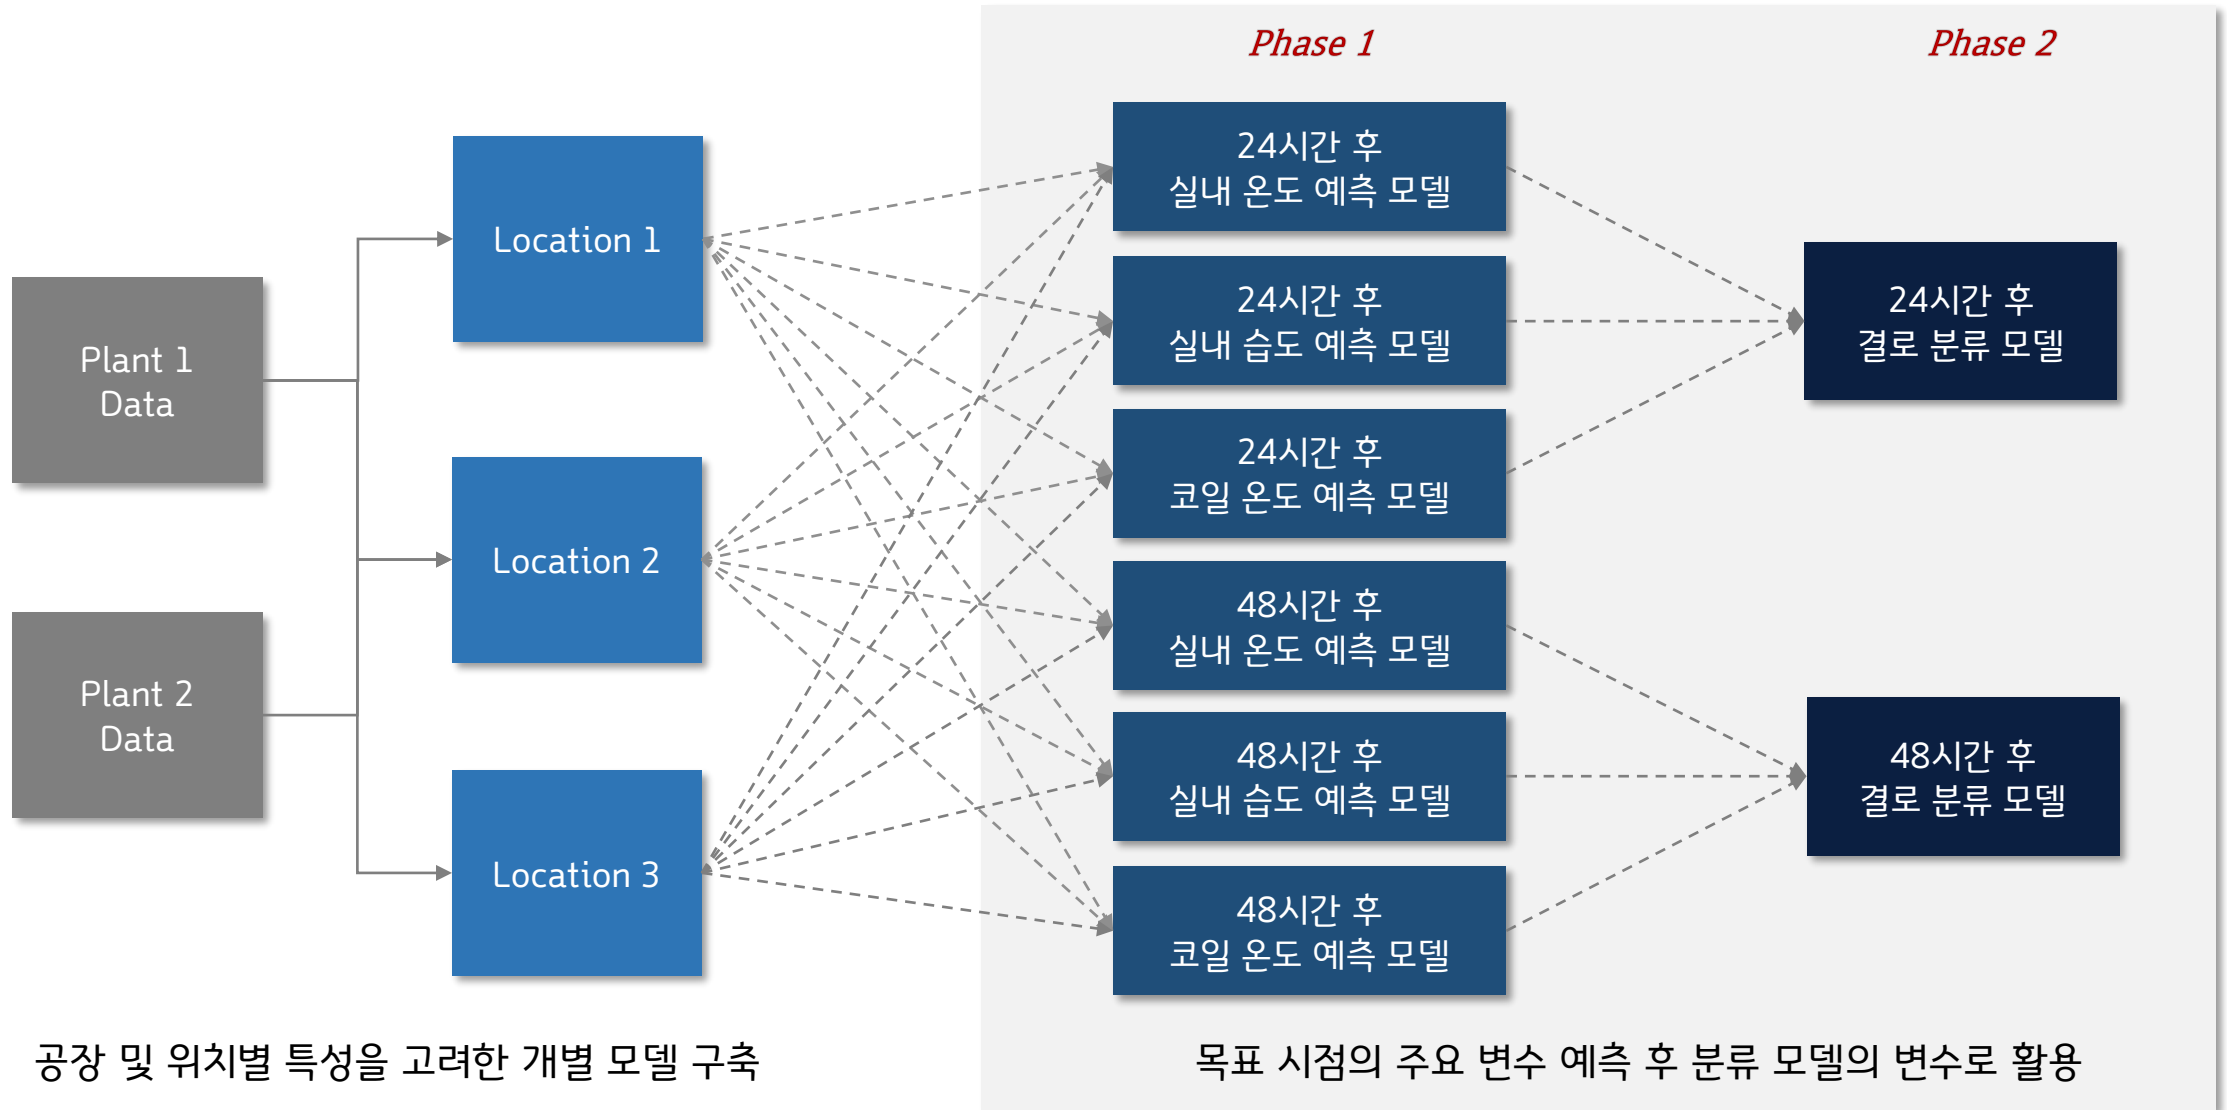 Phase 1
Phase 2
Plant 1
Data
Plant 2
Data
Location 1
Location 2
Location 3
24시간 후
실내 온도 예측 모델
24시간 후
실내 습도 예측 모델
24시간 후
코일 온도 예측 모델
48시간 후
실내 온도 예측 모델
48시간 후
실내 습도 예측 모델
48시간 후
코일 온도 예측 모델
24시간 후
결로 분류 모델
48시간 후
결로 분류 모델
공장 및 위치별 특성을 고려한 개별 모델 구축
목표 시점의 주요 변수 예측 후 분류 모델의 변수로 활용